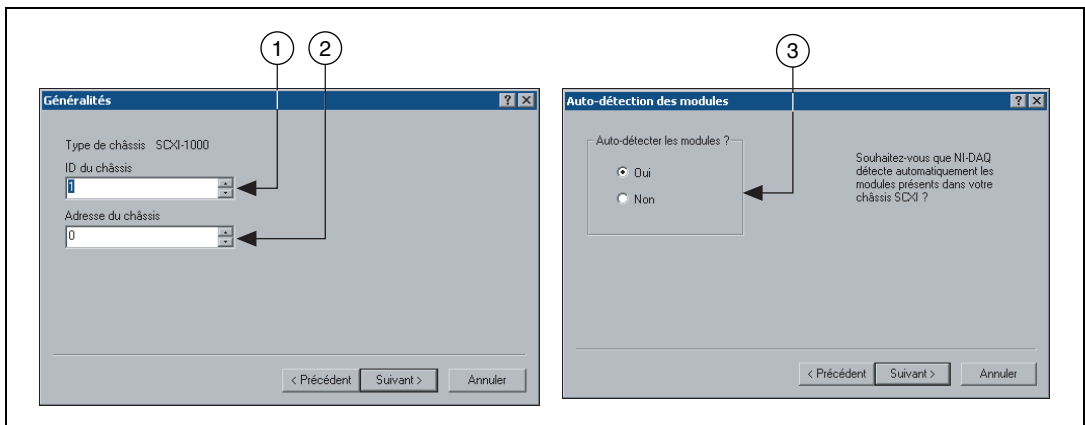 1
2
3
Généralités
Type de châssis SCXI-1000
ID du châssis
1
Adresse du châssis
0
< Précédent
Suivant >
Annuler
Auto-détection des modules
Auto-détecter les modules ?
Oui
Non
Souhaitez-vous que NI-DAQ
détecte automatiquement les
modules présents dans votre
châssis SCXI ?
< Précédent
Suivant >
Annuler